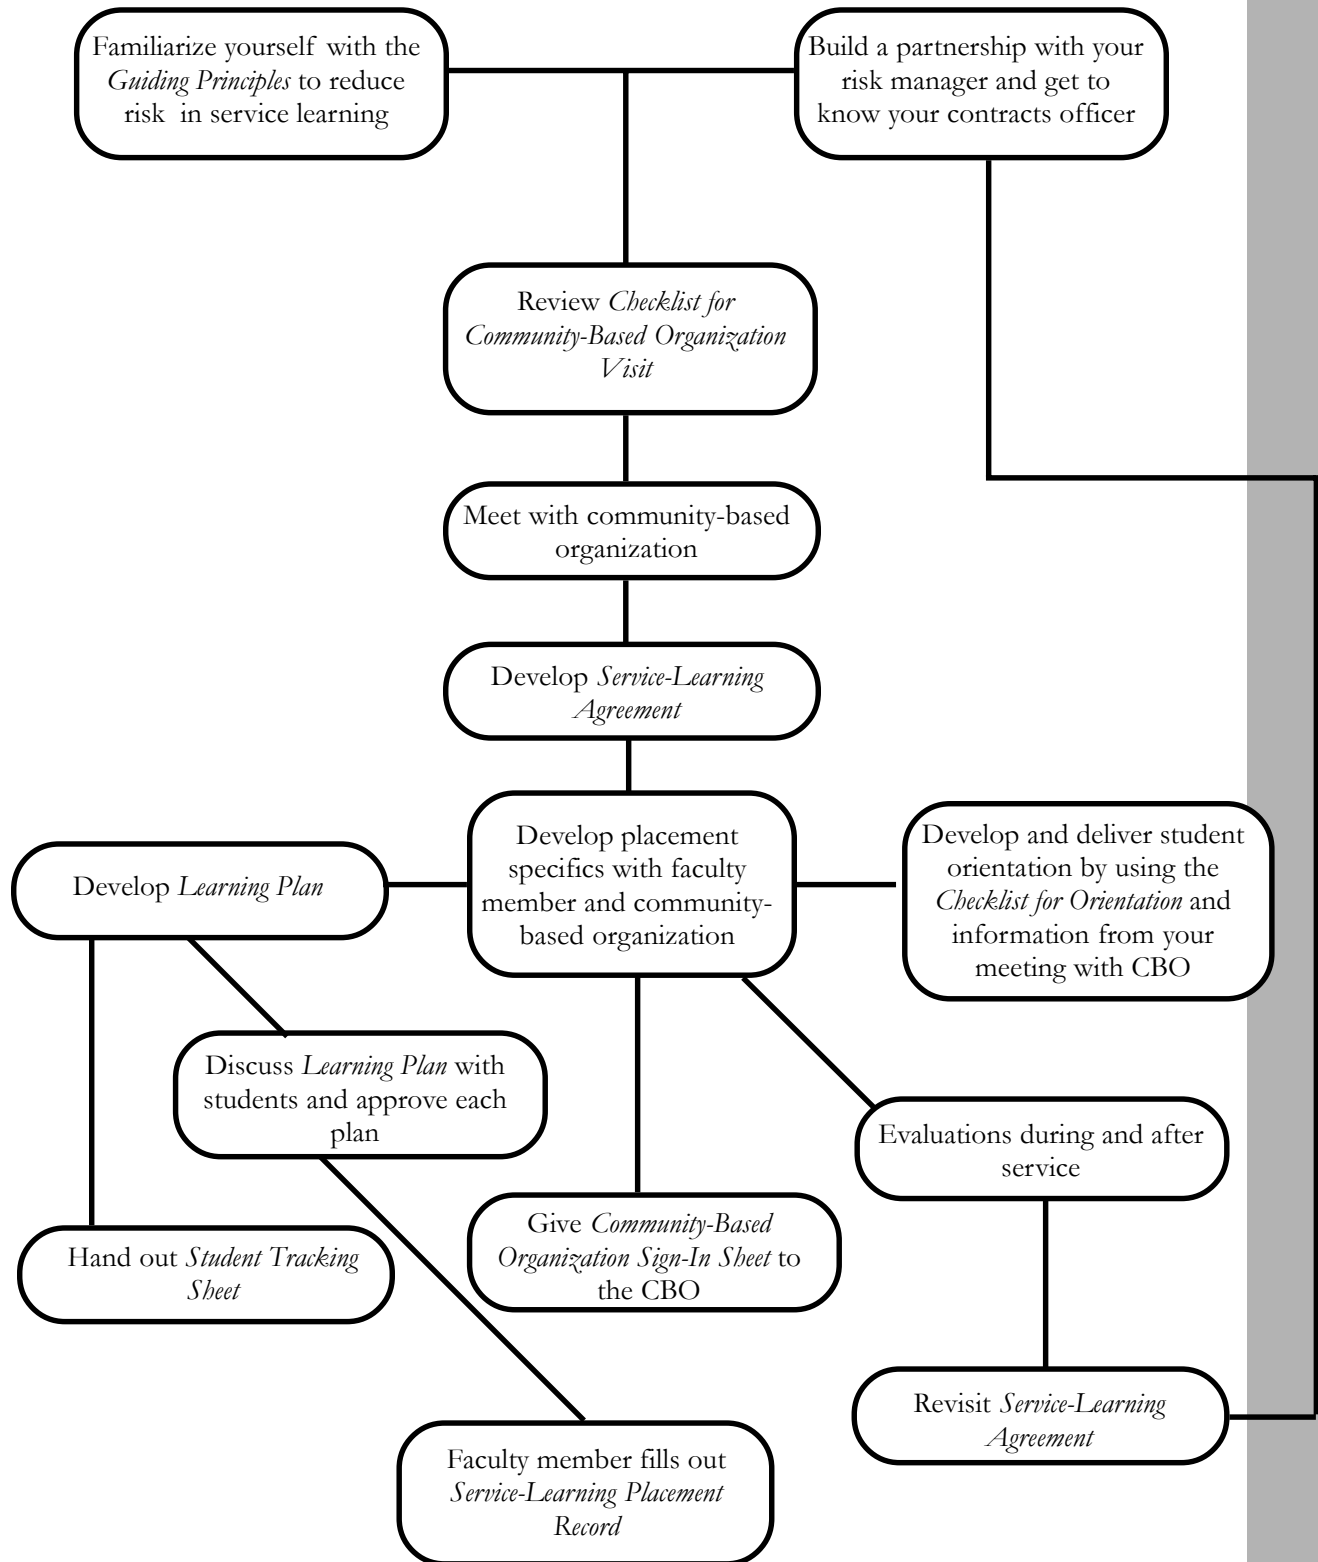 Familiarize yourself with the
Guiding Principles to reduce
risk in service learning
Build a partnership with your
risk manager and get to
know your contracts officer
Review Checklist for
Community-Based Organization
Visit
Meet with community-based
organization
Develop Service-Learning
Agreement
Develop placement
specifics with faculty
member and community-
based organization
Develop Learning Plan
Develop and deliver student
orientation by using the
Checklist for Orientation and
information from your
meeting with CBO
Discuss Learning Plan with
students and approve each
plan
Evaluations during and after
service
Hand out Student Tracking
Sheet
Give Community-Based
Organization Sign-In Sheet to
the CBO
Revisit Service-Learning
Agreement
Faculty member fills out
Service-Learning Placement
Record